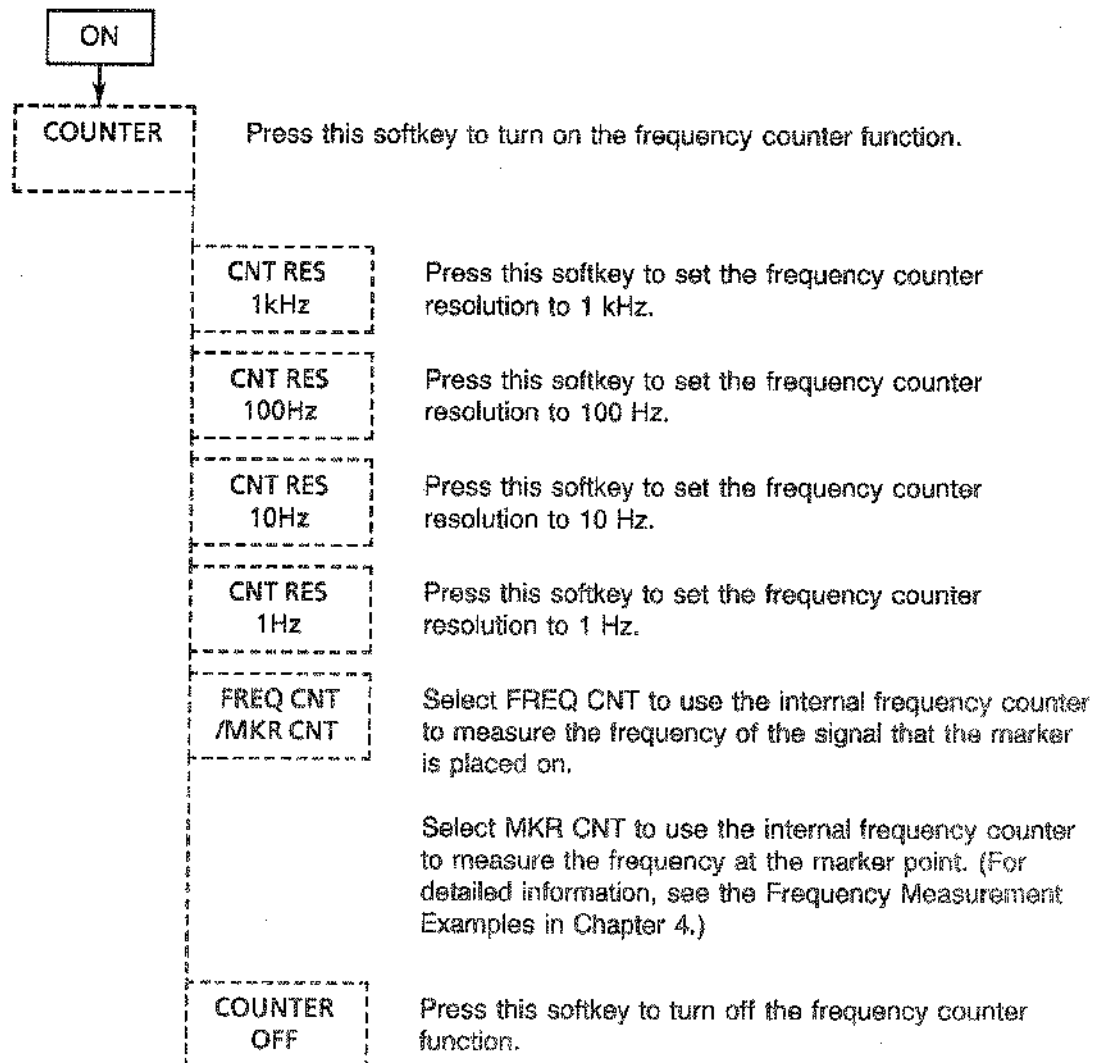 ON
COUNTER
Press this softkey to turn on the frequency counter function.
CNT RES
1kHz
Press this softkey to set the frequency counter
resolution to 1 kHz.
CNT RES
100Hz
Press this softkey to set the frequency counter
resolution to 100 Hz.
CNT RES
10Hz
Press this softkey to set the frequency counter
resolution to 10 Hz.
CNT RES
1Hz
Press this softkey to set the frequency counter
resolution to 1 Hz.
FREQ CNT
/MKR CNT
Select FREQ CNT to use the internal frequency counter
to measure the frequency of the signal that the marker
is placed on.
Select MKR CNT to use the internal frequency counter
to measure the frequency at the marker point. (For
detailed information, see the Frequency Measurement
Examples in Chapter 4.)
COUNTER
OFF
Press this softkey to turn off the frequency counter
function.